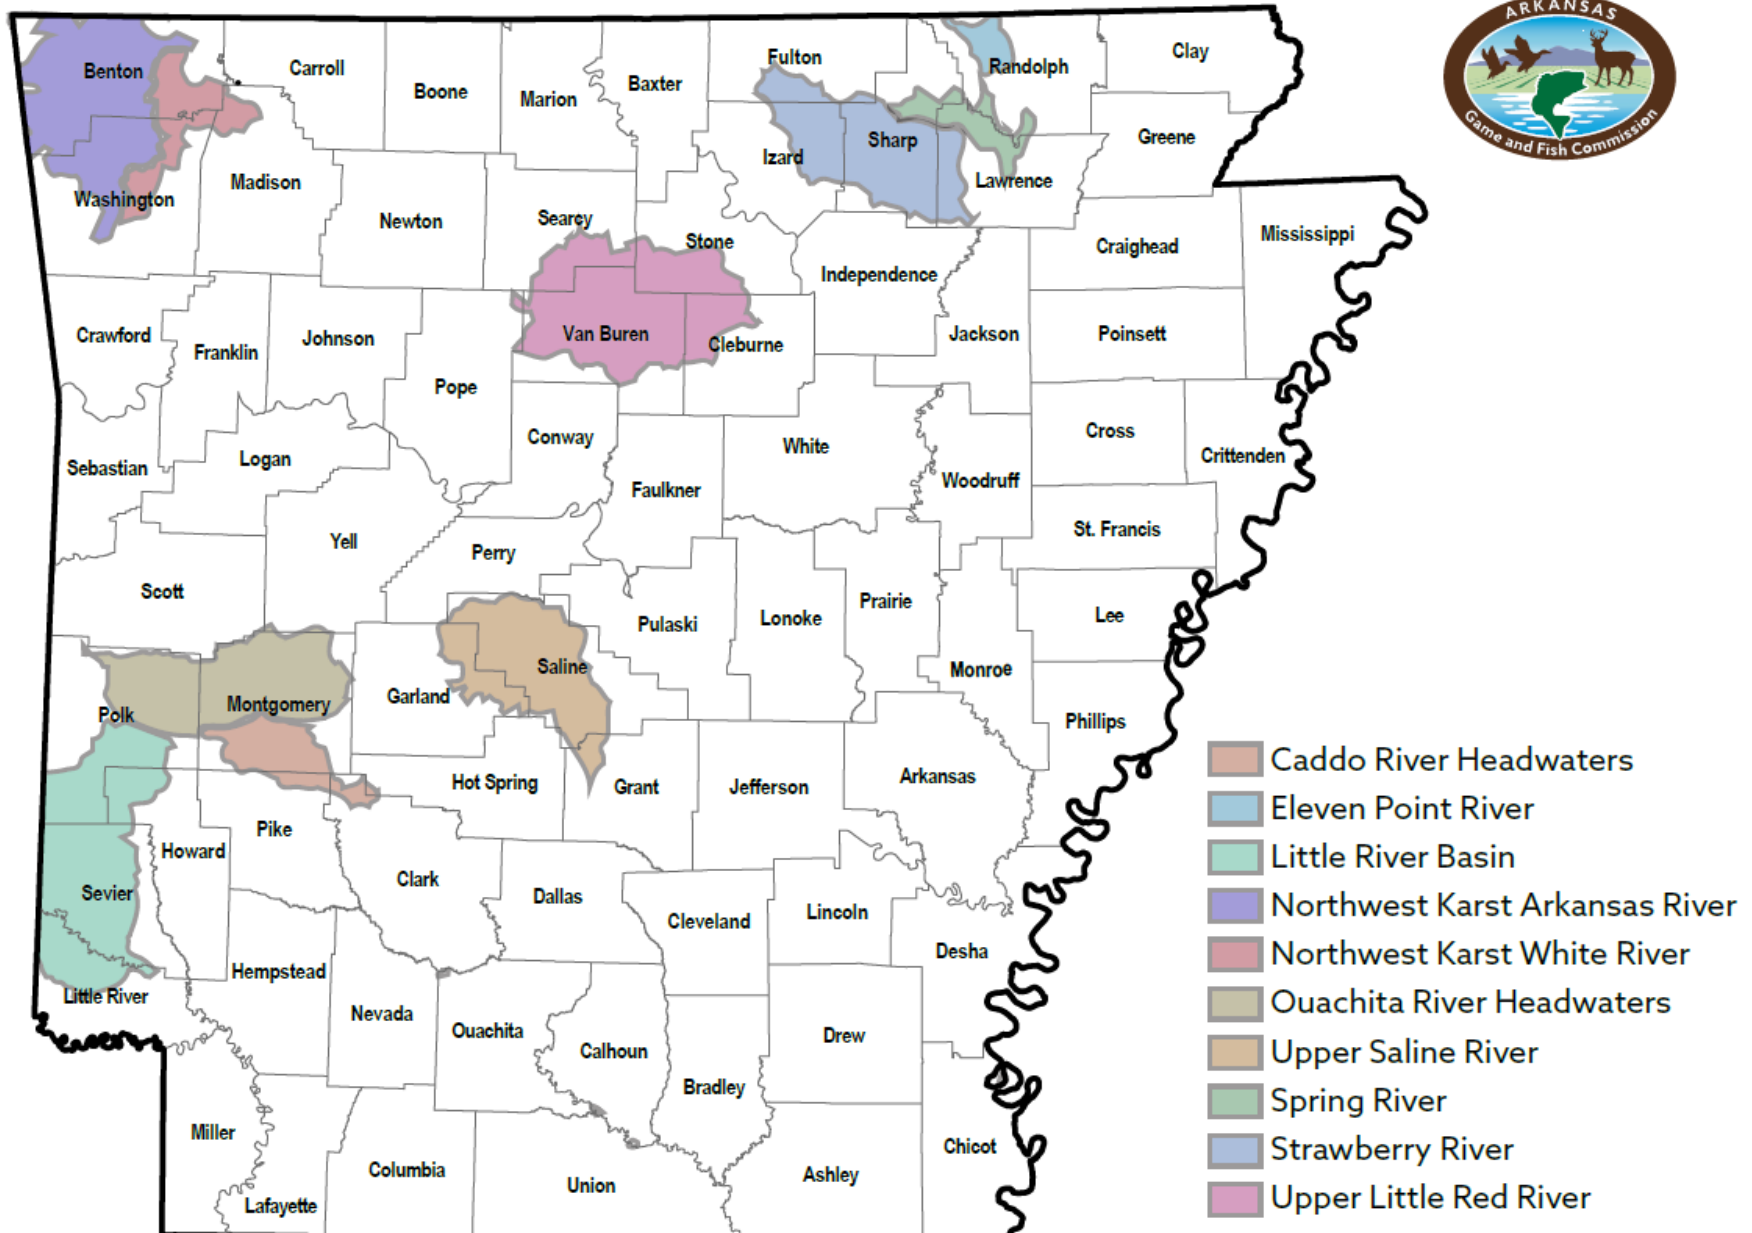 ARKANSAS
Game and Fish Commission
Benton
Carroll
Boone
Marion
Baxter
Fulton
Randolph
Clay
Greene
Sharp
Izard
Lawrence
Washington
Madison
Newton
Searcy
Stone
Independence
Craighead
Mississippi
Crawford
Franklin
Johnson
Pope
Van Buren
Cleburne
Jackson
Poinsett
Sebastian
Logan
Conway
White
Cross
Crittenden
Faulkner
Woodruff
Yell
Perry
St. Francis
Scott
Pulaski
Lonoke
Prairie
Lee
Saline
Monroe
Garland
Montgomery
Polk
Phillips
Hot Spring
Grant
Jefferson
Arkansas
Pike
Howard
Clark
Sevier
Dallas
Cleveland
Lincoln
Desha
Hempstead
Little River
Nevada
Ouachita
Calhoun
Drew
Bradley
Miller
Columbia
Union
Ashley
Chicot
Lafayette
Caddo River Headwaters
Eleven Point River
Little River Basin
Northwest Karst Arkansas River
Northwest Karst White River
Ouachita River Headwaters
Upper Saline River
Spring River
Strawberry River
Upper Little Red River